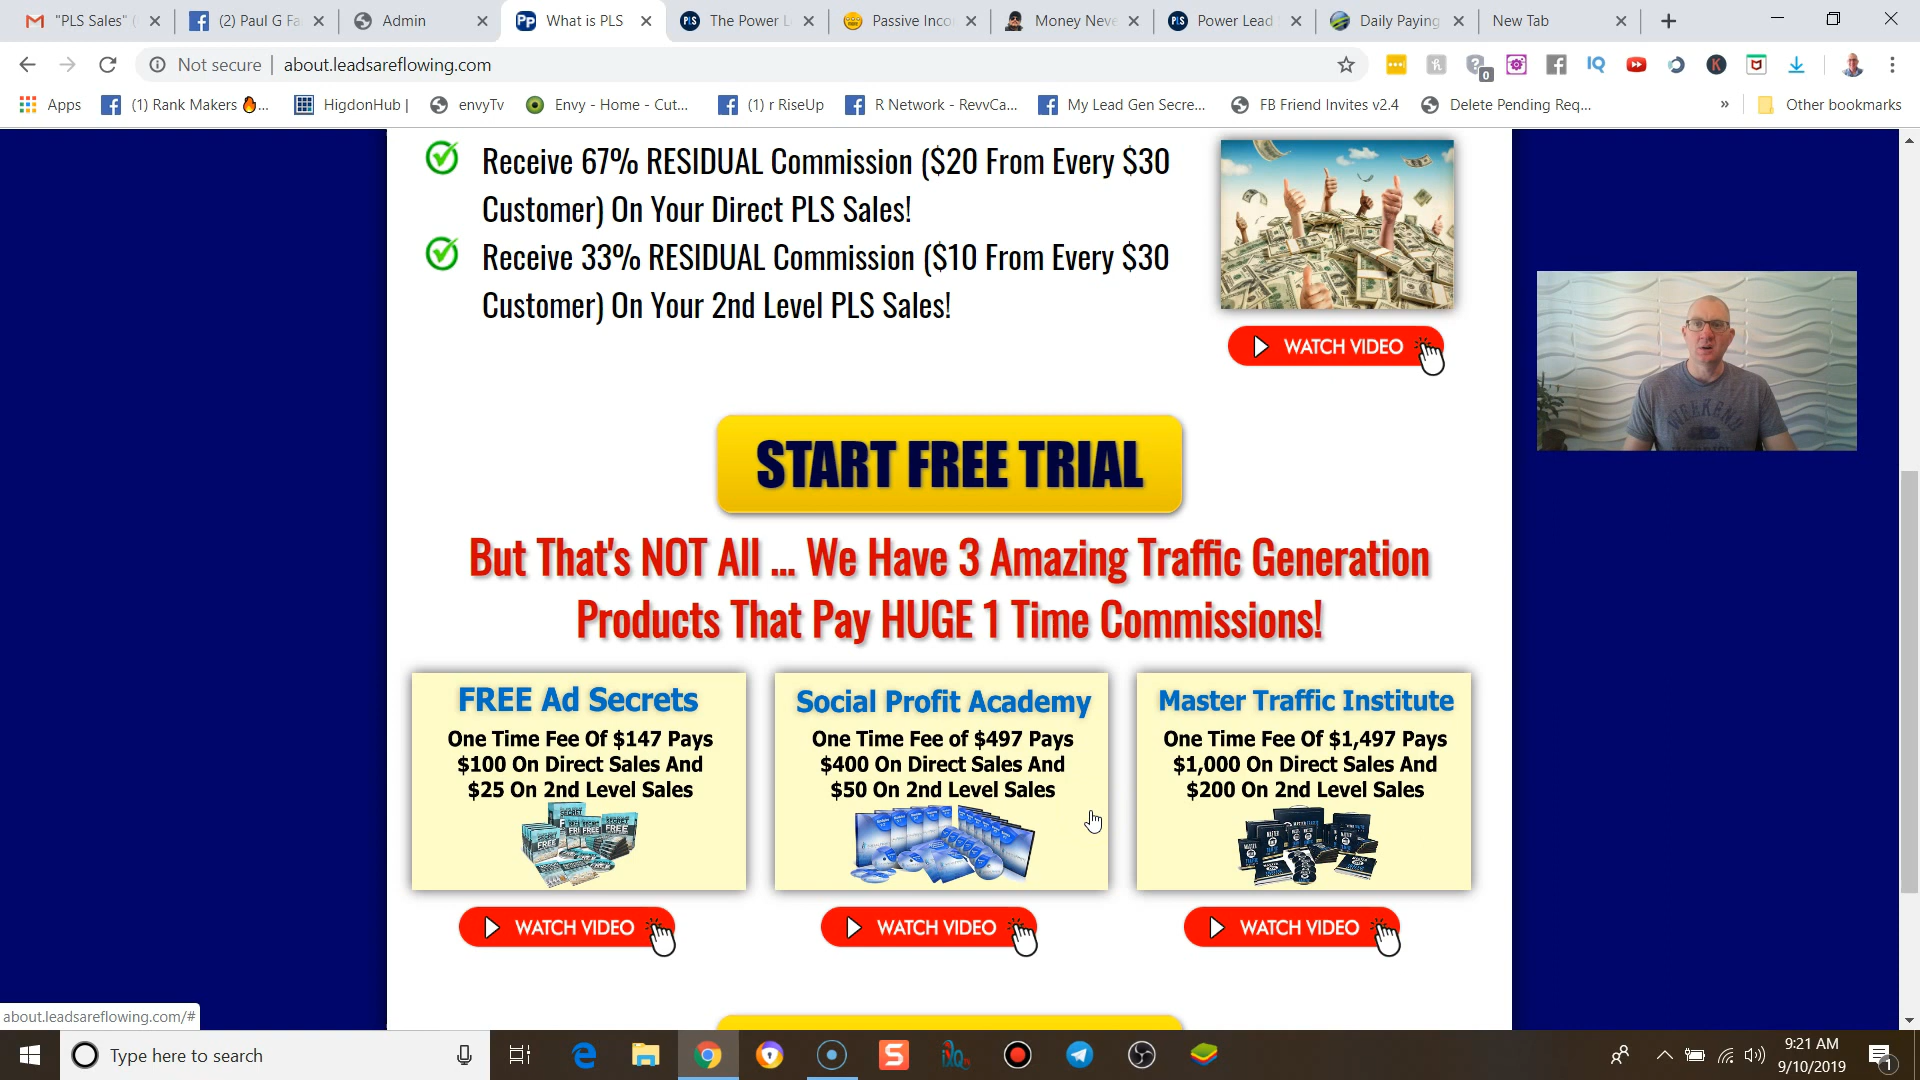 "PLS Sales" (
(2) Paul G Fa
Admin
What is PLS
The Power L
Passive Inco
Money Neve
Power Lead
Daily Paying
New Tab
Not secure | about.leadsareflowing.com
Apps
(1) Rank Makers 🔥...
HigdonHub |
envyTv
Envy - Home - Cut...
(1) r RiseUp
R Network - RevvCa...
My Lead Gen Secre...
FB Friend Invites v2.4
Delete Pending Req...
»
Other bookmarks
Receive 67% RESIDUAL Commission ($20 From Every $30
Customer) On Your Direct PLS Sales!
Receive 33% RESIDUAL Commission ($10 From Every $30
Customer) On Your 2nd Level PLS Sales!
WATCH VIDEO
START FREE TRIAL
But That's NOT All ... We Have 3 Amazing Traffic Generation
Products That Pay HUGE 1 Time Commissions!
FREE Ad Secrets
One Time Fee Of $147 Pays
$100 On Direct Sales And
$25 On 2nd Level Sales
WATCH VIDEO
Social Profit Academy
One Time Fee of $497 Pays
$400 On Direct Sales And
$50 On 2nd Level Sales
WATCH VIDEO
Master Traffic Institute
One Time Fee Of $1,497 Pays
$1,000 On Direct Sales And
$200 On 2nd Level Sales
WATCH VIDEO
WEEKEND
about.leadsareflowing.com/#
Type here to search
9:21 AM
9/10/2019
1